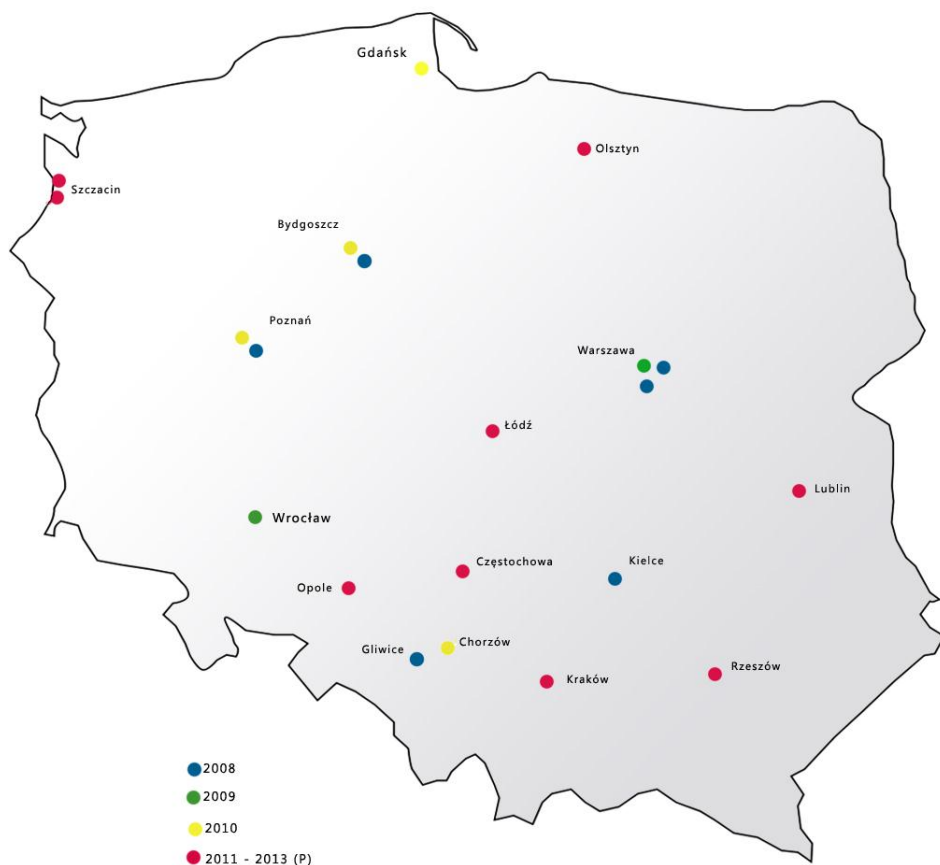 Gdańsk
Olsztyn
Szczacin
Bydgoszcz
Poznań
Warszawa
Łódź
Lublin
Wrocław
Częstochowa
Kielce
Opole
Chorzów
Gliwice
Rzeszów
Kraków
2008
2009
2010
2011 - 2013 (P)